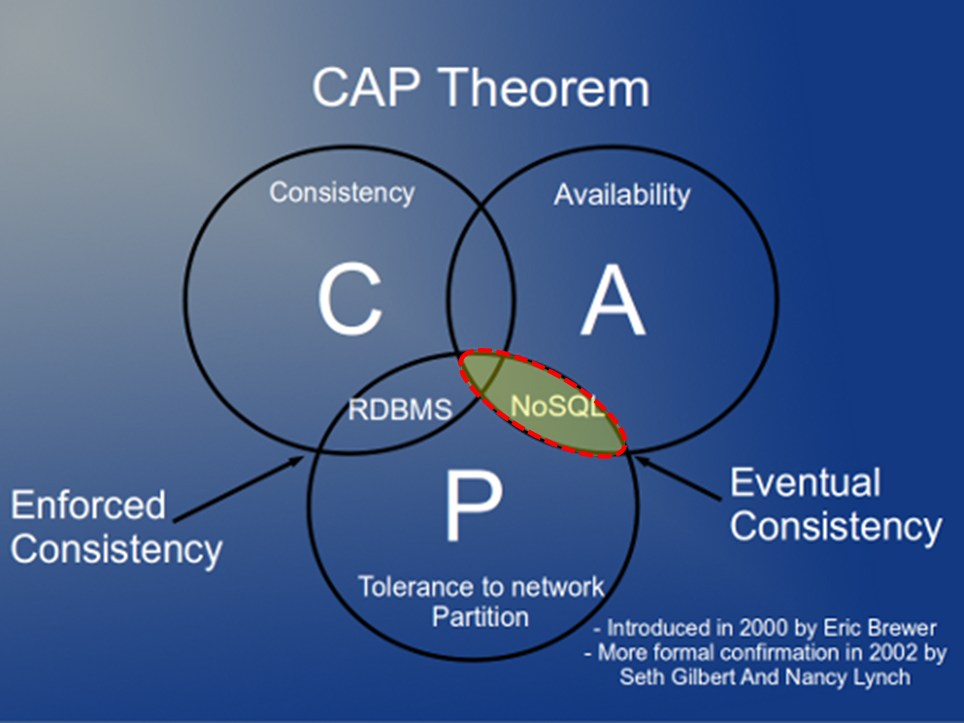 CAP Theorem
Consistency
Availability
C
A
RDBMS
NoSQL
P
Enforced
Consistency
Eventual
Consistency
Tolerance to network
Partition
- Introduced in 2000 by Eric Brewer
- More formal confirmation in 2002 by
Seth Gilbert And Nancy Lynch